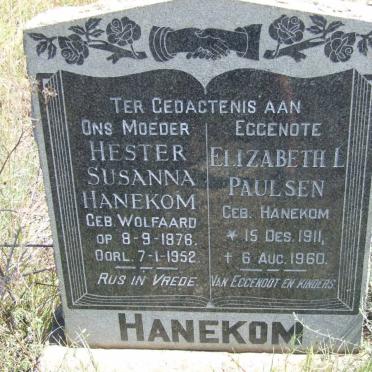 TER GEDACTENIS AAN
ONS MOEDER
HESTER
SUSANNA
HANEKOM
GEB WOLFAARD
OP 8-9-1876.
OORL. 7-1-1952.
RUS IN VREDE
EGGENOTE
ELIZABETH L
PAULSEN
GEB. HANEKOM
* 15 DES. 1911,
+ 6 AUG. 1960.
VAN EGGENOOT EN KINDERS
HANEKOM